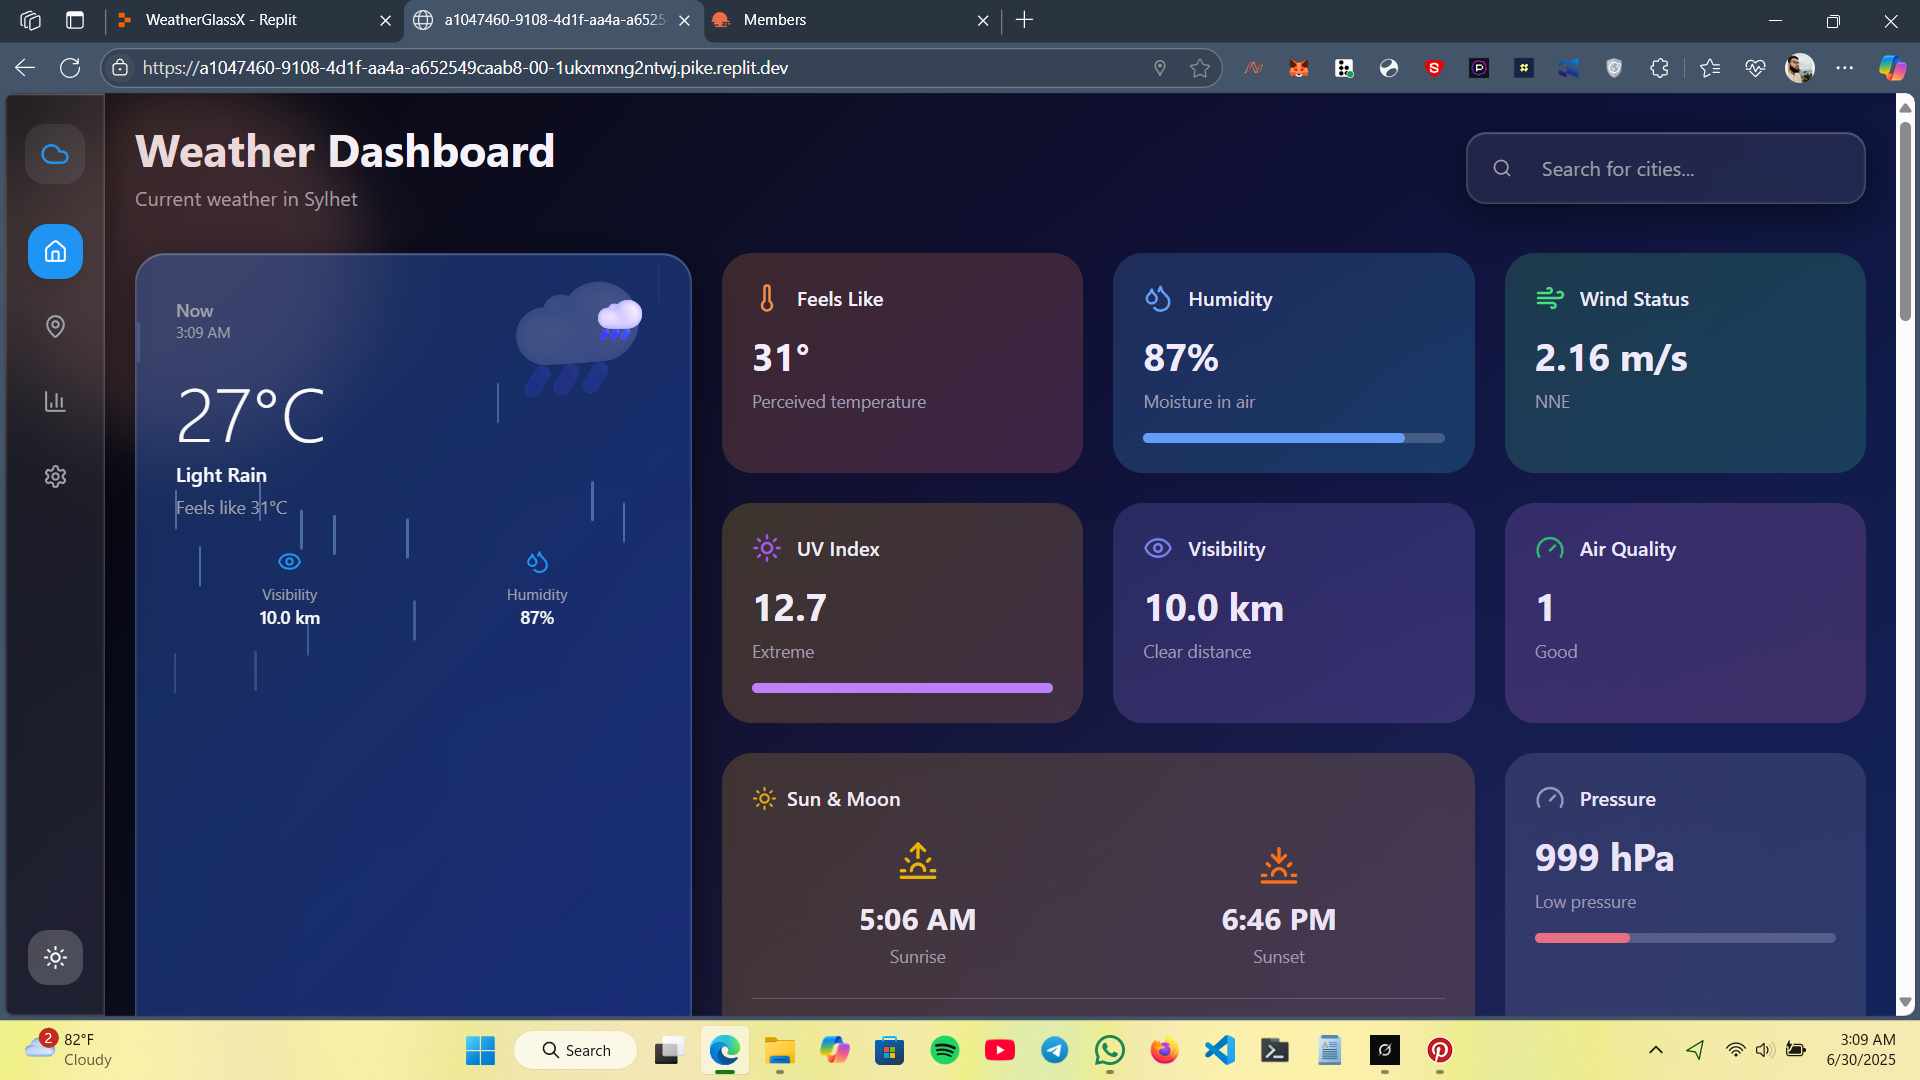 WeatherGlassX - Replit
a1047460-9108-4d1f-aa4a-a6525
Members
https://a1047460-9108-4d1f-aa4a-a652549caab8-00-1ukxmxng2ntwj.pike.replit.dev
Weather Dashboard
Current weather in Sylhet
Search for cities...
Now
3:09 AM
27°C
Light Rain
Feels like 31°C
Visibility
10.0 km
Humidity
87%
Feels Like
31°
Perceived temperature
Humidity
87%
Moisture in air
Wind Status
2.16 m/s
NNE
UV Index
12.7
Extreme
Visibility
10.0 km
Clear distance
Air Quality
1
Good
Sun & Moon
5:06 AM
Sunrise
6:46 PM
Sunset
Pressure
999 hPa
Low pressure
2
82°F
Cloudy
Search
3:09 AM
6/30/2025